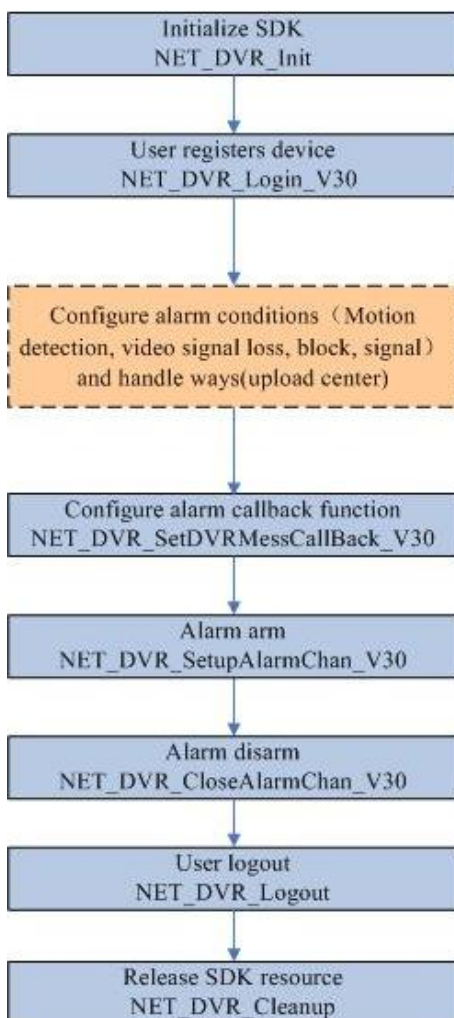 Initialize SDK
NET_DVR_Init
User registers device
NET_DVR_Login_V30
Configure alarm conditions（Motion
detection, video signal loss, block, signal）
and handle ways(upload center)
Configure alarm callback function
NET_DVR_SetDVRMessCallBack_V30
Alarm arm
NET_DVR_SetupAlarmChan_V30
Alarm disarm
NET_DVR_CloseAlarmChan_V30
User logout
NET_DVR_Logout
Release SDK resource
NET_DVR_Cleanup